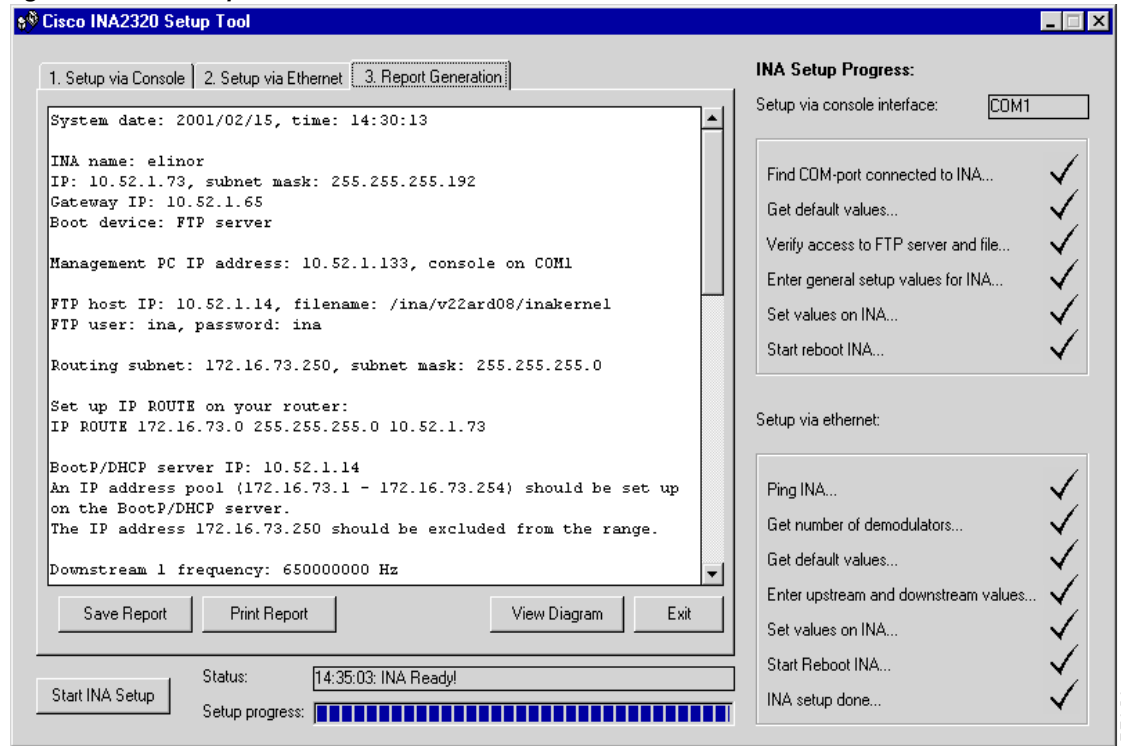 Cisco INA2320 Setup Tool
1. Setup via Console
2. Setup via Ethernet
3. Report Generation
System date: 2001/02/15, time: 14:30:13
INA name: elinor
IP: 10.52.1.73, subnet mask: 255.255.255.192
Gateway IP: 10.52.1.65
Boot device: FTP server
Management PC IP address: 10.52.1.133, console on COM1
FTP host IP: 10.52.1.14, filename: /ina/v22ard08/inakernel
FTP user: ina, password: ina
Routing subnet: 172.16.73.250, subnet mask: 255.255.255.0
Set up IP ROUTE on your router:
IP ROUTE 172.16.73.0 255.255.255.0 10.52.1.73
BootP/DHCP server IP: 10.52.1.14
An IP address pool (172.16.73.1 - 172.16.73.254) should be set up
on the BootP/DHCP server.
The IP address 172.16.73.250 should be excluded from the range.
Downstream 1 frequency: 650000000 Hz
Save Report
Print Report
View Diagram
Exit
Start INA Setup
Status:
14:35:03: INA Ready!
Setup progress:
INA Setup Progress:
Setup via console interface:
COM1
Find COM-port connected to INA...
Get default values...
Verify access to FTP server and file...
Enter general setup values for INA...
Set values on INA...
Start reboot INA...
Setup via ethernet:
Ping INA...
Get number of demodulators...
Get default values...
Enter upstream and downstream values...
Set values on INA...
Start Reboot INA...
INA setup done...